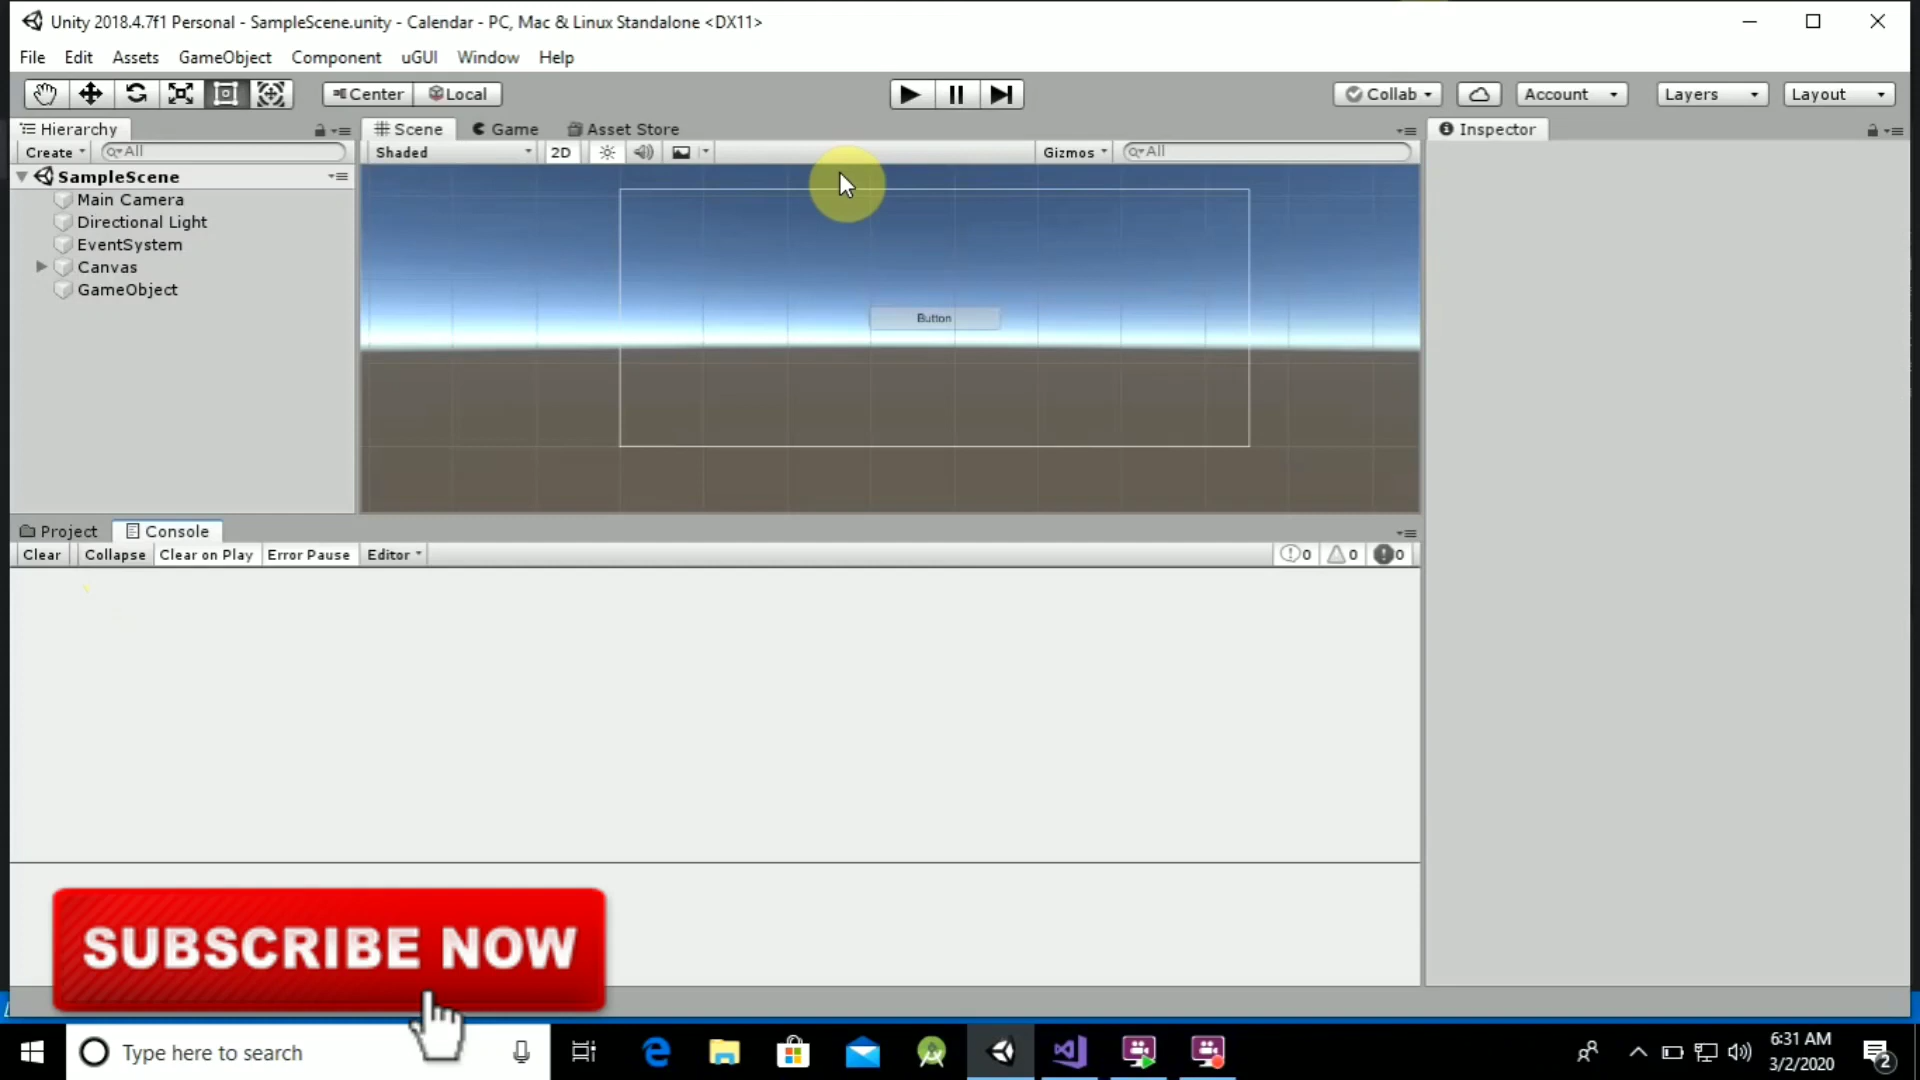 Unity 2018.4.7f1 Personal - SampleScene.unity - Calendar - PC, Mac & Linux Standalone <DX11>
File Edit Assets GameObject Component uGUI Window Help
Center Local Collab Account Layers Layout
Hierarchy Scene Game Asset Store Inspector
Create All Shaded 2D Gizmos All
SampleScene
Main Camera
Directional Light
EventSystem
Canvas
GameObject
Button
Project Console
Clear Collapse Clear on Play Error Pause Editor 0 0 0
SUBSCRIBE NOW
Type here to search
6:31 AM
3/2/2020
2